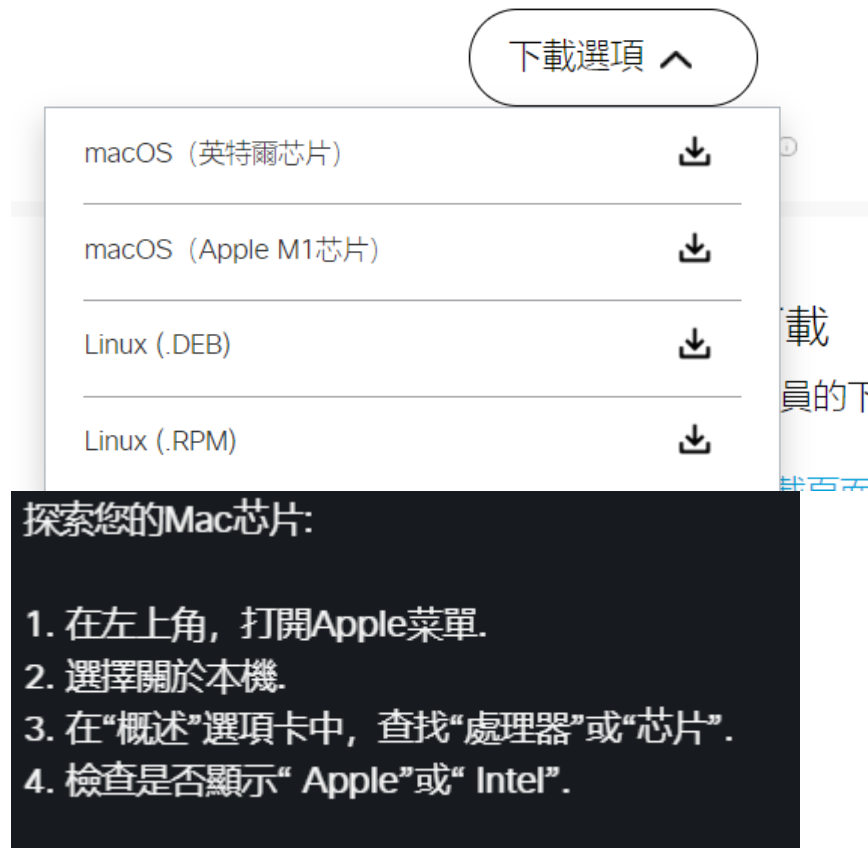 下載選項
macOS（英特爾芯片）
macOS（Apple M1芯片）
Linux (.DEB)
載
Linux (.RPM)
員的
探索您的Mac芯片:
1. 在左上角，打開Apple菜單.
2. 選擇關於本機.
3. 在“概述”選項卡中，查找“處理器”或“芯片”.
4. 檢查是否顯示“ Apple”或“ Intel”.